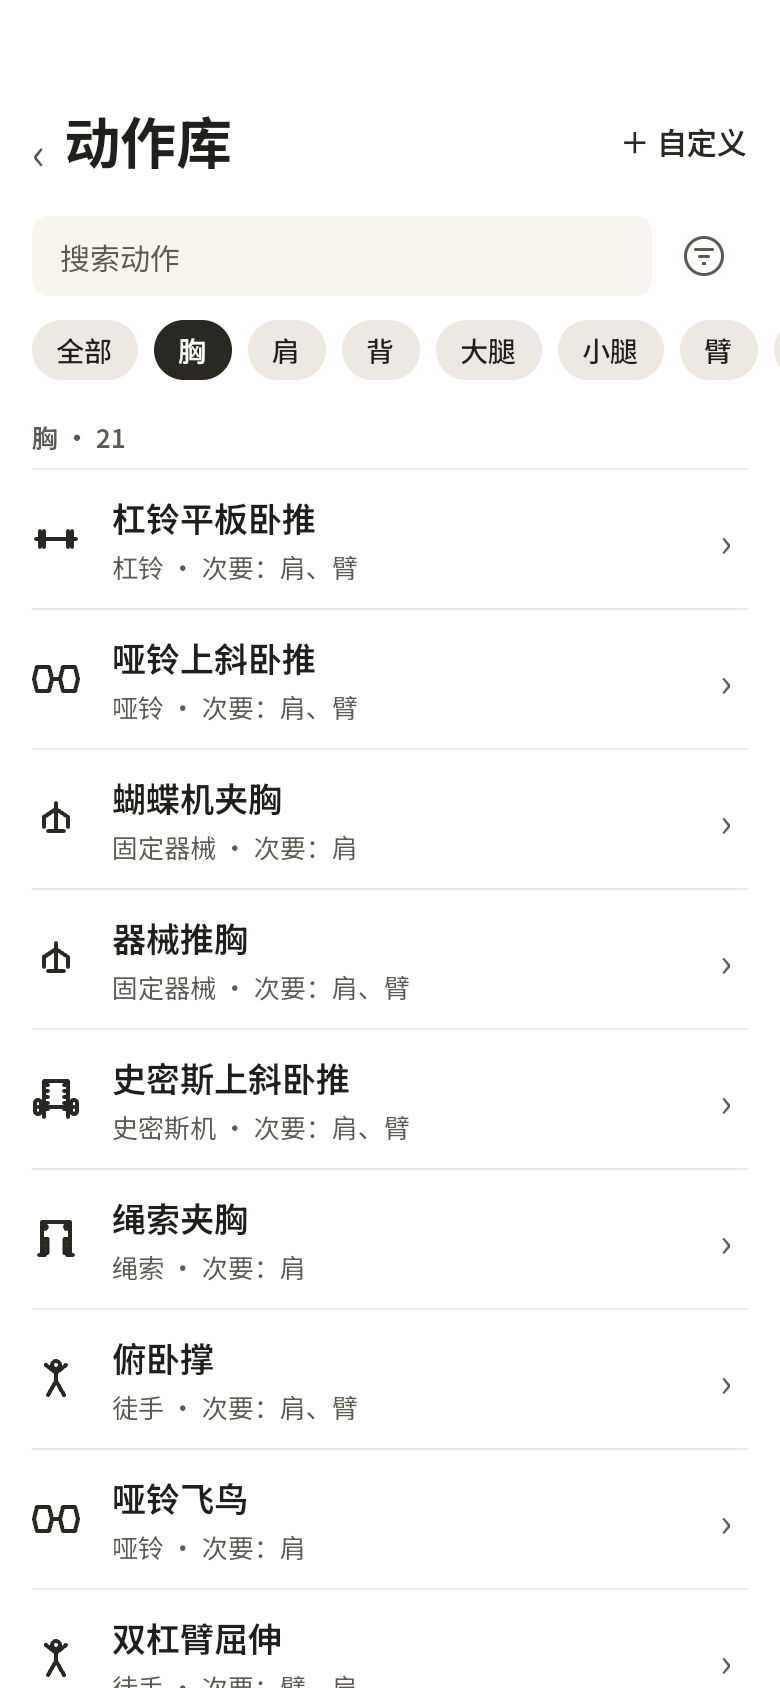 动作库
＋ 自定义
搜索动作
全部 胸 肩 背 大腿 小腿 臂
胸 · 21
杠铃平板卧推
杠铃 · 次要：肩、臂
哑铃上斜卧推
哑铃 · 次要：肩、臂
蝴蝶机夹胸
固定器械 · 次要：肩
器械推胸
固定器械 · 次要：肩、臂
史密斯上斜卧推
史密斯机 · 次要：肩、臂
绳索夹胸
绳索 · 次要：肩
俯卧撑
徒手 · 次要：肩、臂
哑铃飞鸟
哑铃 · 次要：肩
双杠臂屈伸
徒手 · 次要：臂、肩